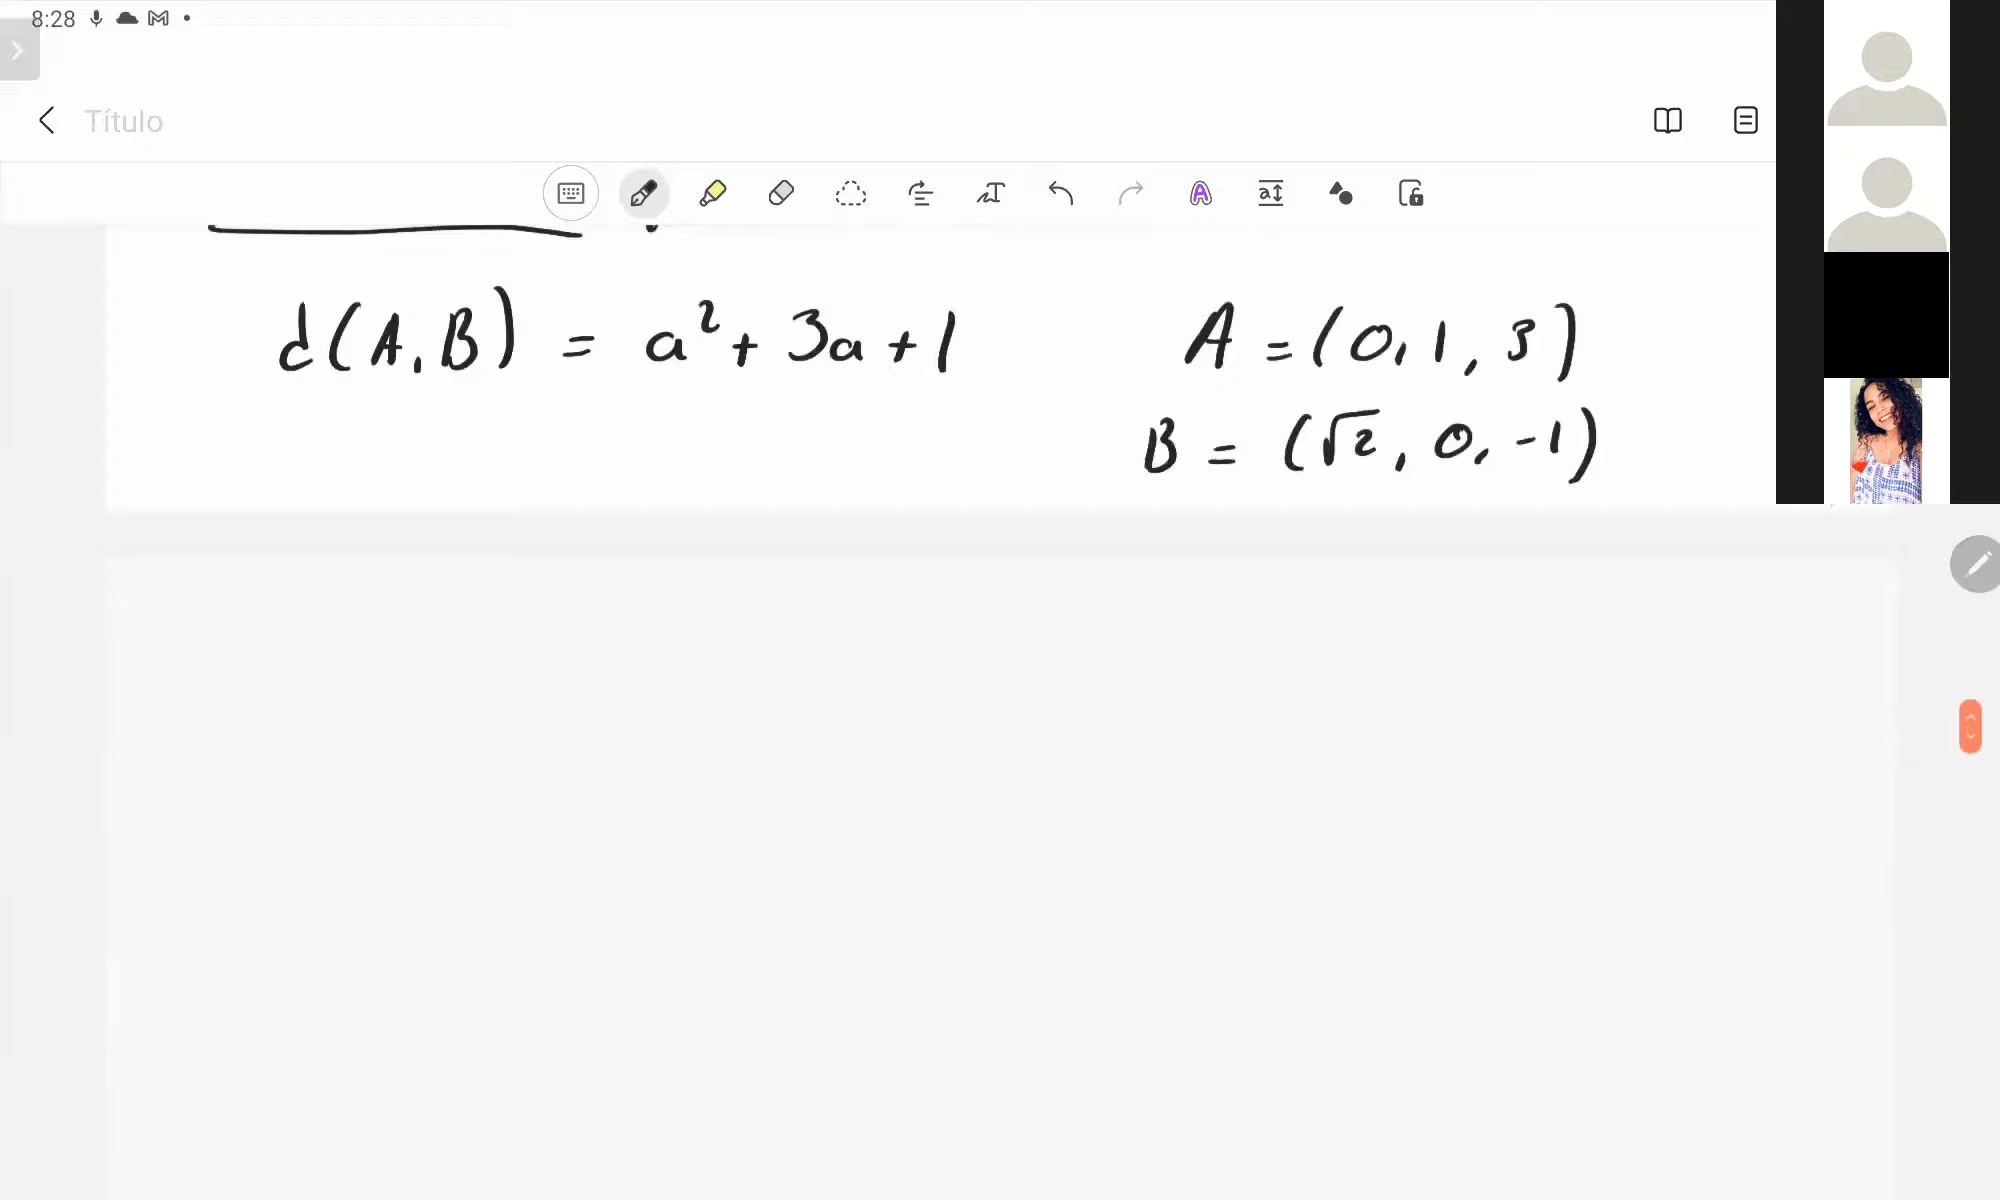 8:28
Título
d(A,B) = a² + 3a + 1
A = (0, 1, 3)
B = (√2, 0, -1)